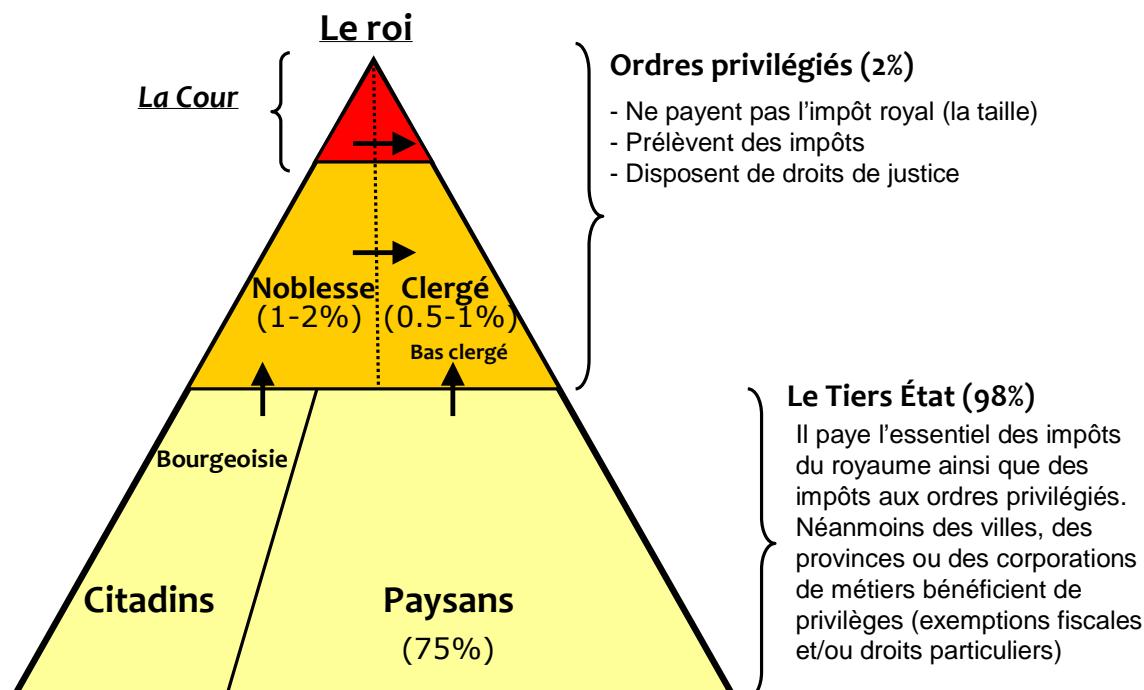 Le roi
La Cour
Ordres privilégiés (2%)
- Ne payent pas l’impôt royal (la taille)
- Prélèvent des impôts
- Disposent de droits de justice
Noblesse
(1-2%)
Clergé
(0.5-1%)
Bas clergé
Le Tiers État (98%)
Il paye l’essentiel des impôts
du royaume ainsi que des
impôts aux ordres privilégiés.
Néanmoins des villes, des
provinces ou des corporations
de métiers bénéficient de
privilèges (exemptions fiscales
et/ou droits particuliers)
Bourgeoisie
Citadins
Paysans
(75%)